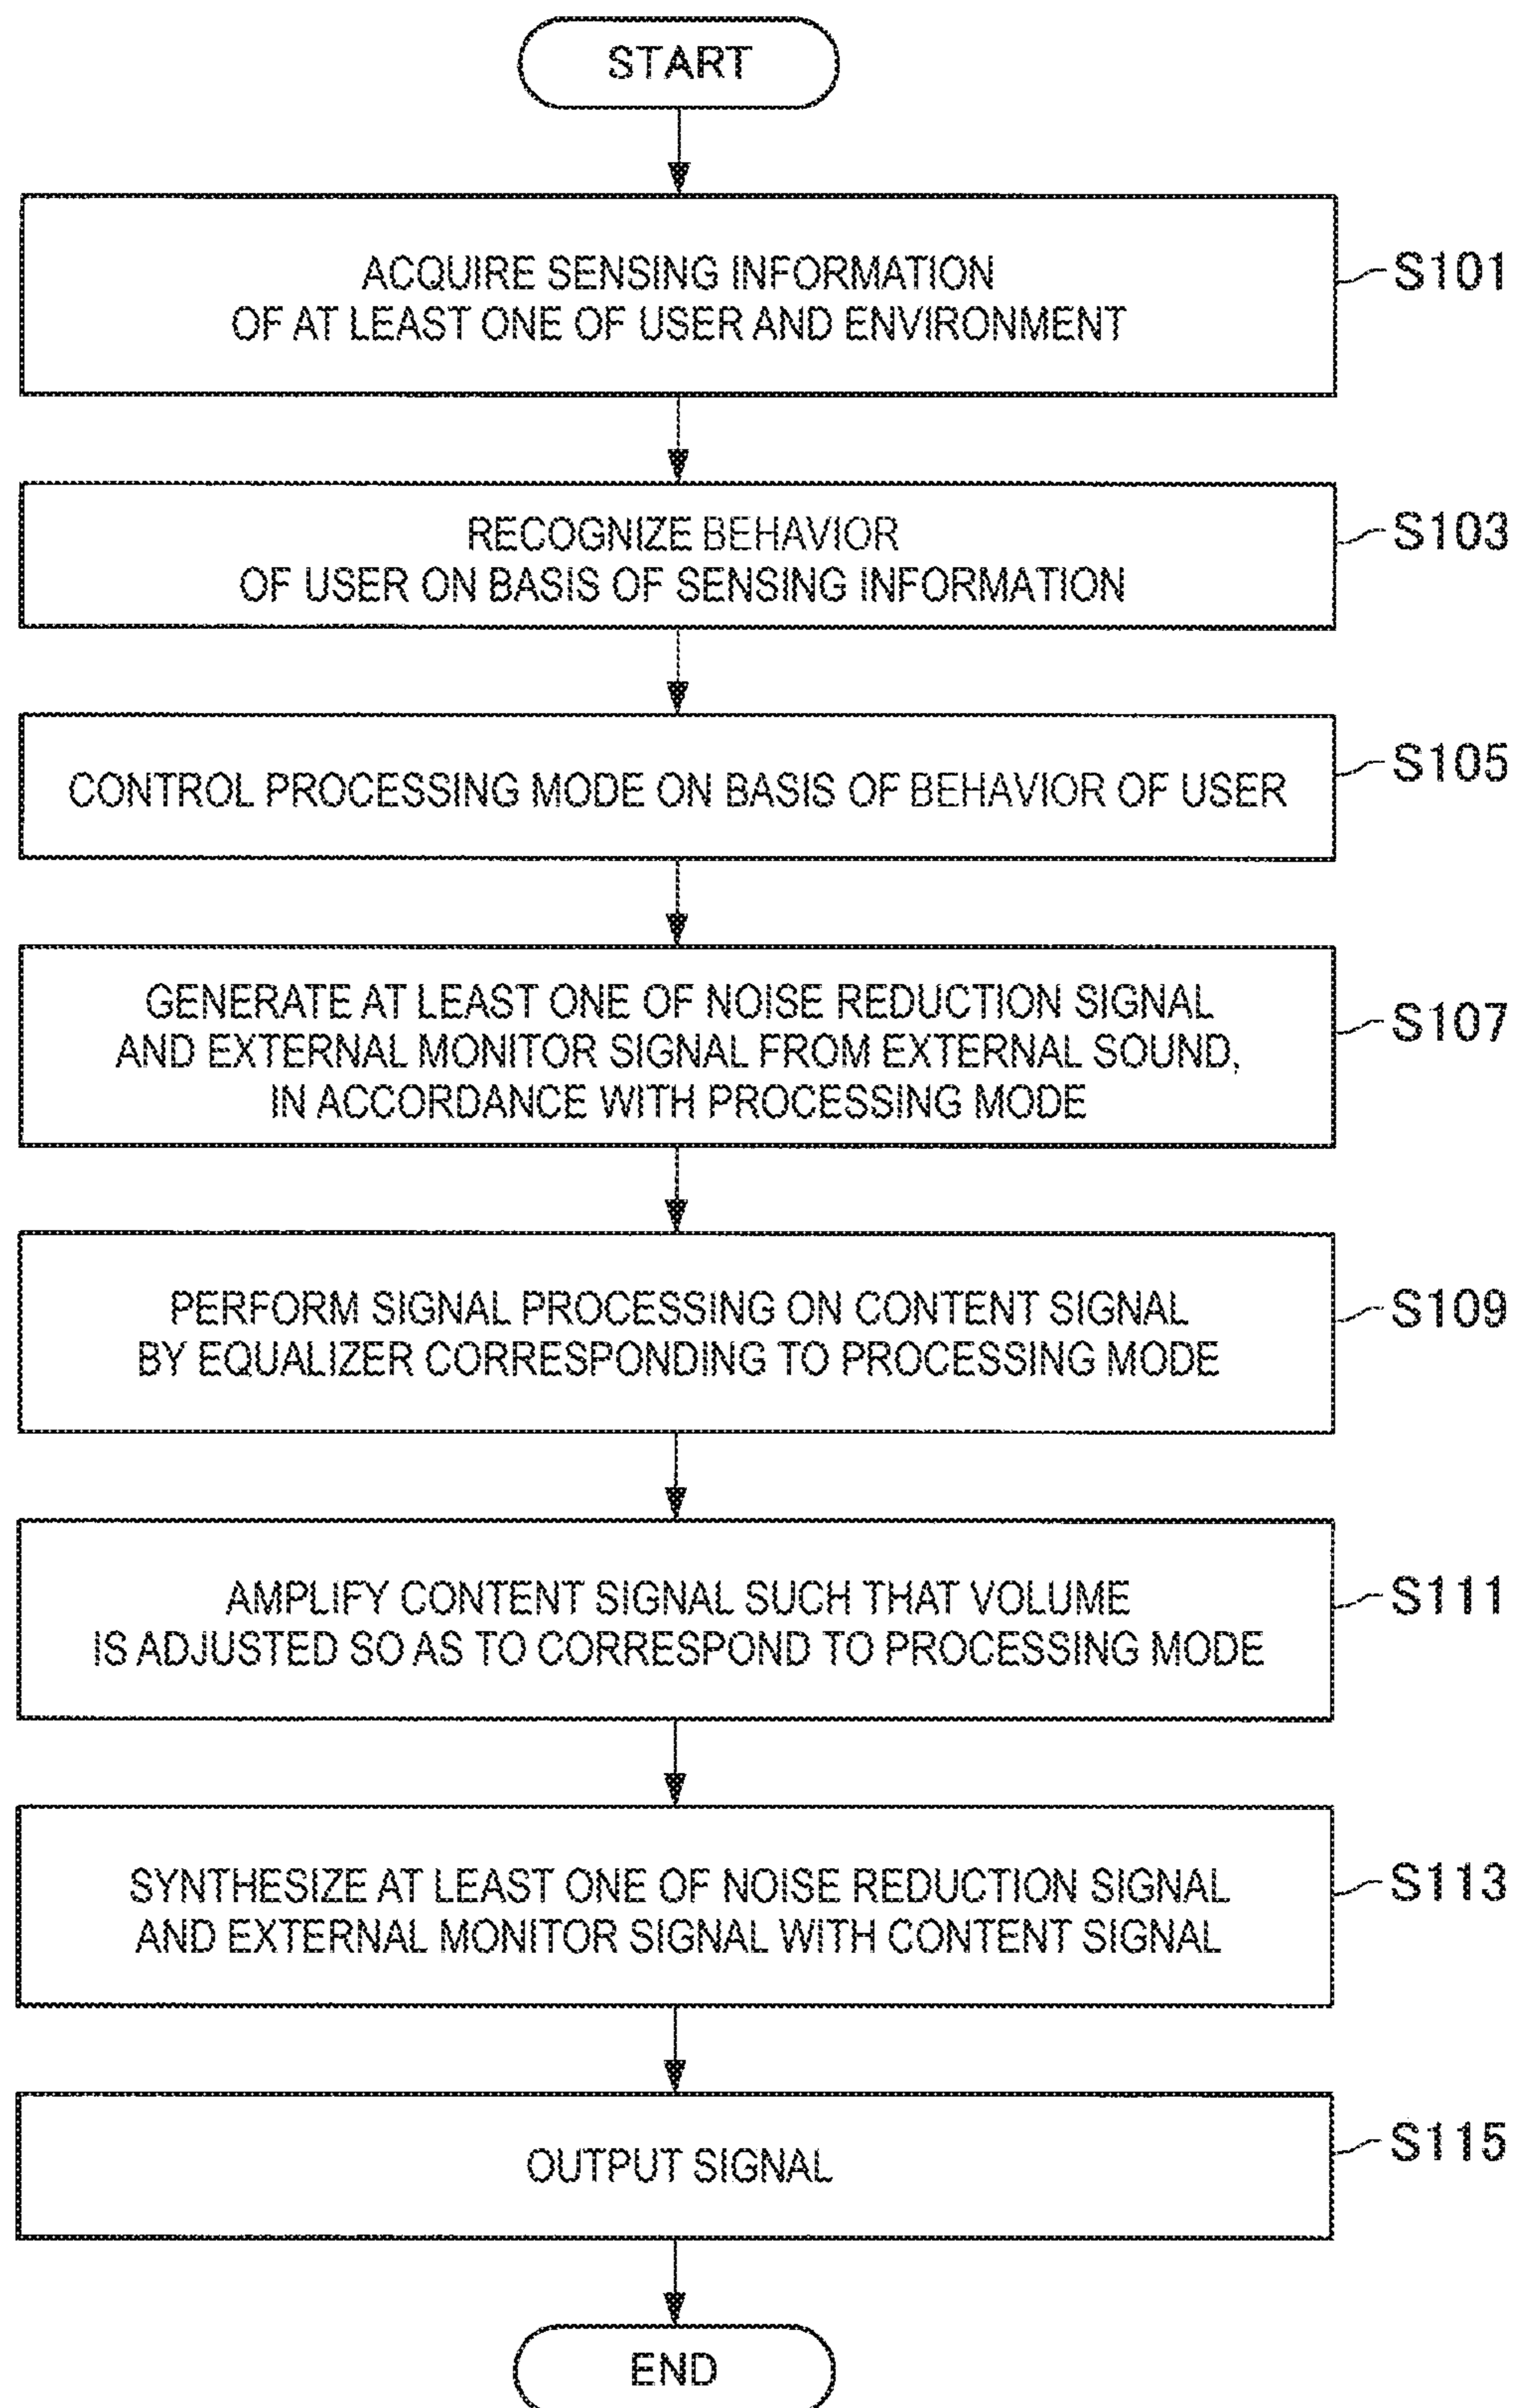 START
ACQUIRE SENSING INFORMATION
OF AT LEAST ONE OF USER AND ENVIRONMENT
S101
RECOGNIZE BEHAVIOR
OF USER ON BASIS OF SENSING INFORMATION
S103
CONTROL PROCESSING MODE ON BASIS OF BEHAVIOR OF USER
S105
GENERATE AT LEAST ONE OF NOISE REDUCTION SIGNAL
AND EXTERNAL MONITOR SIGNAL FROM EXTERNAL SOUND,
IN ACCORDANCE WITH PROCESSING MODE
S107
PERFORM SIGNAL PROCESSING ON CONTENT SIGNAL
BY EQUALIZER CORRESPONDING TO PROCESSING MODE
S109
AMPLIFY CONTENT SIGNAL SUCH THAT VOLUME
IS ADJUSTED SO AS TO CORRESPOND TO PROCESSING MODE
S111
SYNTHESIZE AT LEAST ONE OF NOISE REDUCTION SIGNAL
AND EXTERNAL MONITOR SIGNAL WITH CONTENT SIGNAL
S113
OUTPUT SIGNAL
S115
END